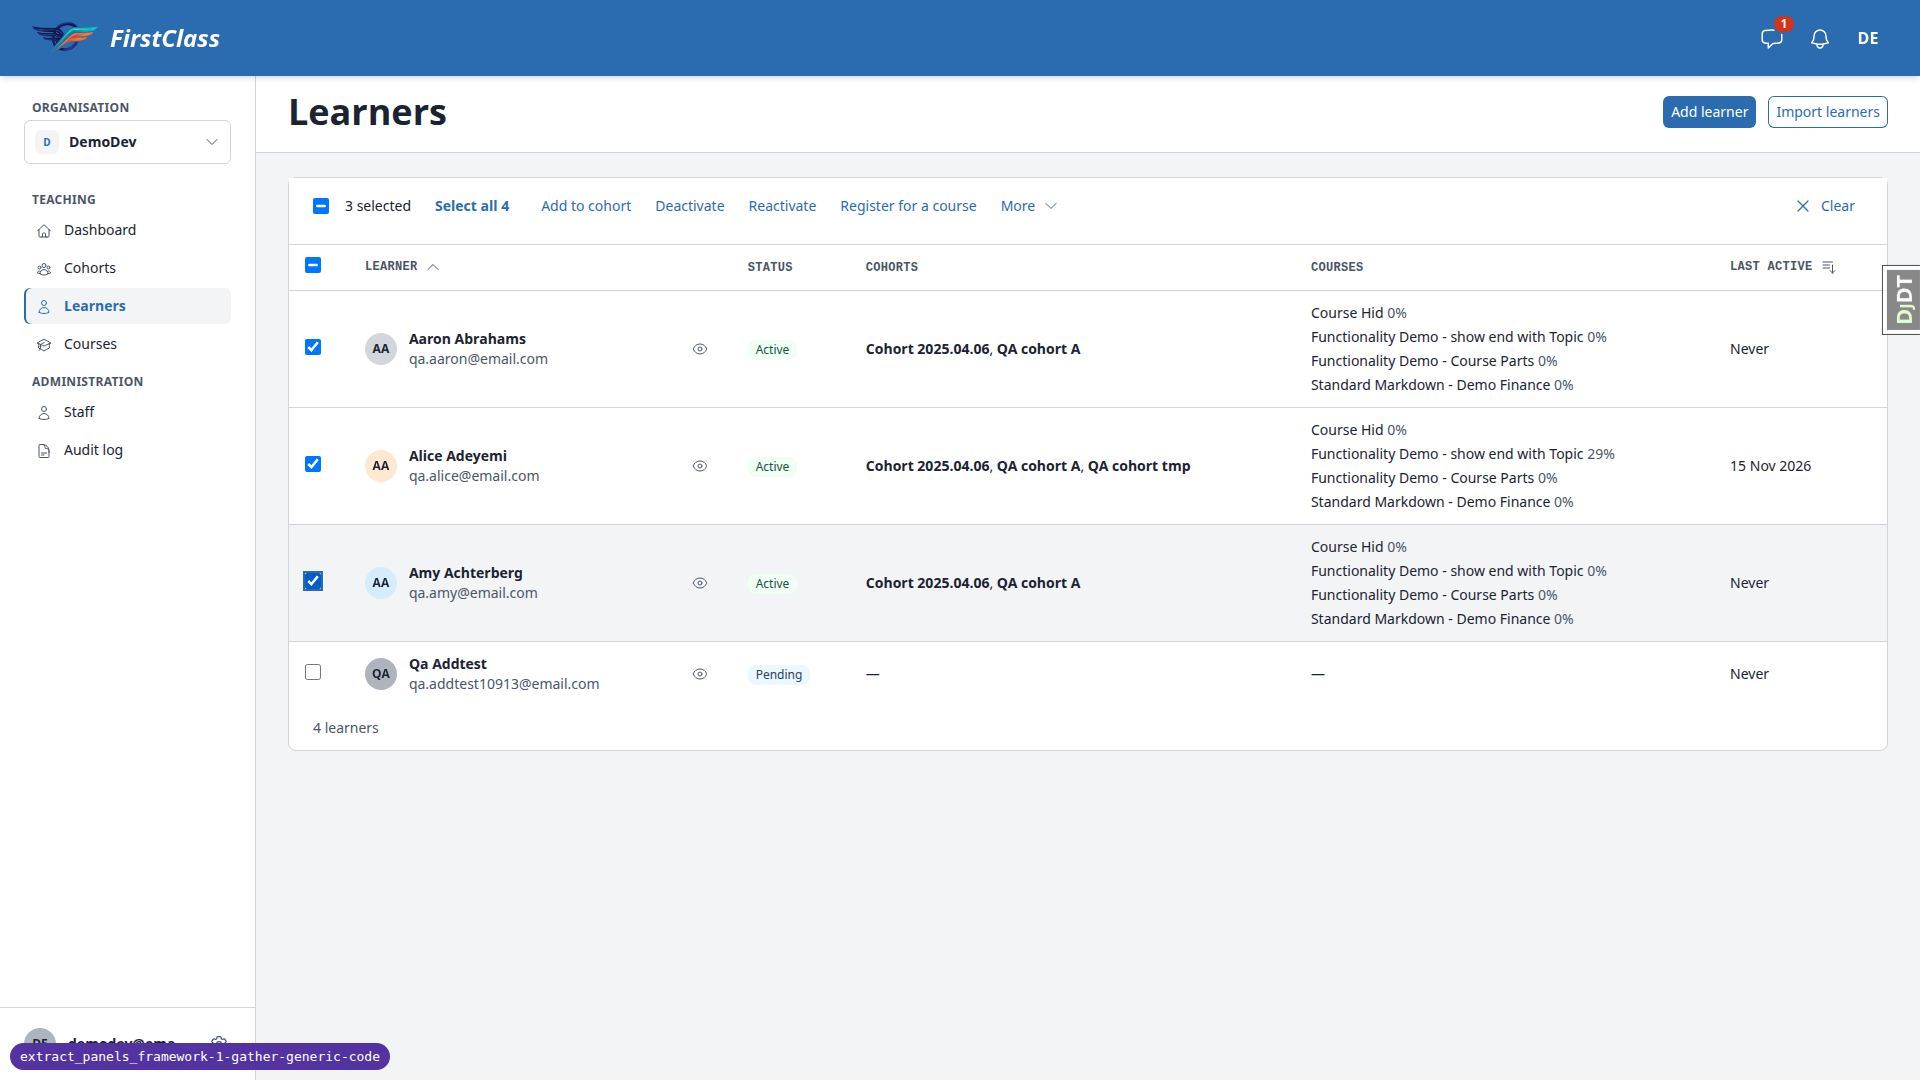 FirstClass
1
DE
ORGANISATION
D DemoDev
TEACHING
Dashboard
Cohorts
Learners
Courses
ADMINISTRATION
Staff
Audit log
extract_panels_framework-1-gather-generic-code
Learners
Add learner
Import learners
3 selected Select all 4 Add to cohort Deactivate Reactivate Register for a course More Clear
LEARNER STATUS COHORTS COURSES LAST ACTIVE
AA Aaron Abrahams
qa.aaron@email.com
Active
Cohort 2025.04.06, QA cohort A
Course Hid 0%
Functionality Demo - show end with Topic 0%
Functionality Demo - Course Parts 0%
Standard Markdown - Demo Finance 0%
Never
AA Alice Adeyemi
qa.alice@email.com
Active
Cohort 2025.04.06, QA cohort A, QA cohort tmp
Course Hid 0%
Functionality Demo - show end with Topic 29%
Functionality Demo - Course Parts 0%
Standard Markdown - Demo Finance 0%
15 Nov 2026
AA Amy Achterberg
qa.amy@email.com
Active
Cohort 2025.04.06, QA cohort A
Course Hid 0%
Functionality Demo - show end with Topic 0%
Functionality Demo - Course Parts 0%
Standard Markdown - Demo Finance 0%
Never
QA Qa Addtest
qa.addtest10913@email.com
Pending
—
—
Never
4 learners
DjDT